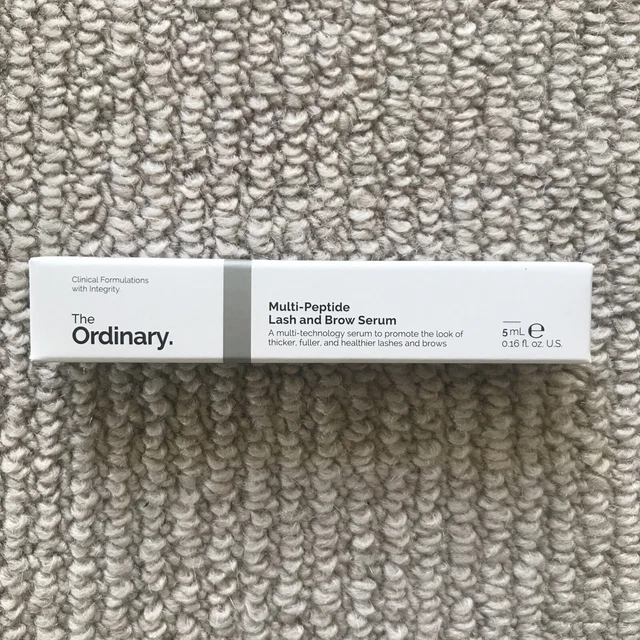 Clinical Formulations
with Integrity.
The
Ordinary.
Multi-Peptide
Lash and Brow Serum
A multi-technology serum to promote the look of
thicker, fuller, and healthier lashes and brows
5 mL ℮
0.16 fl. oz. U.S.